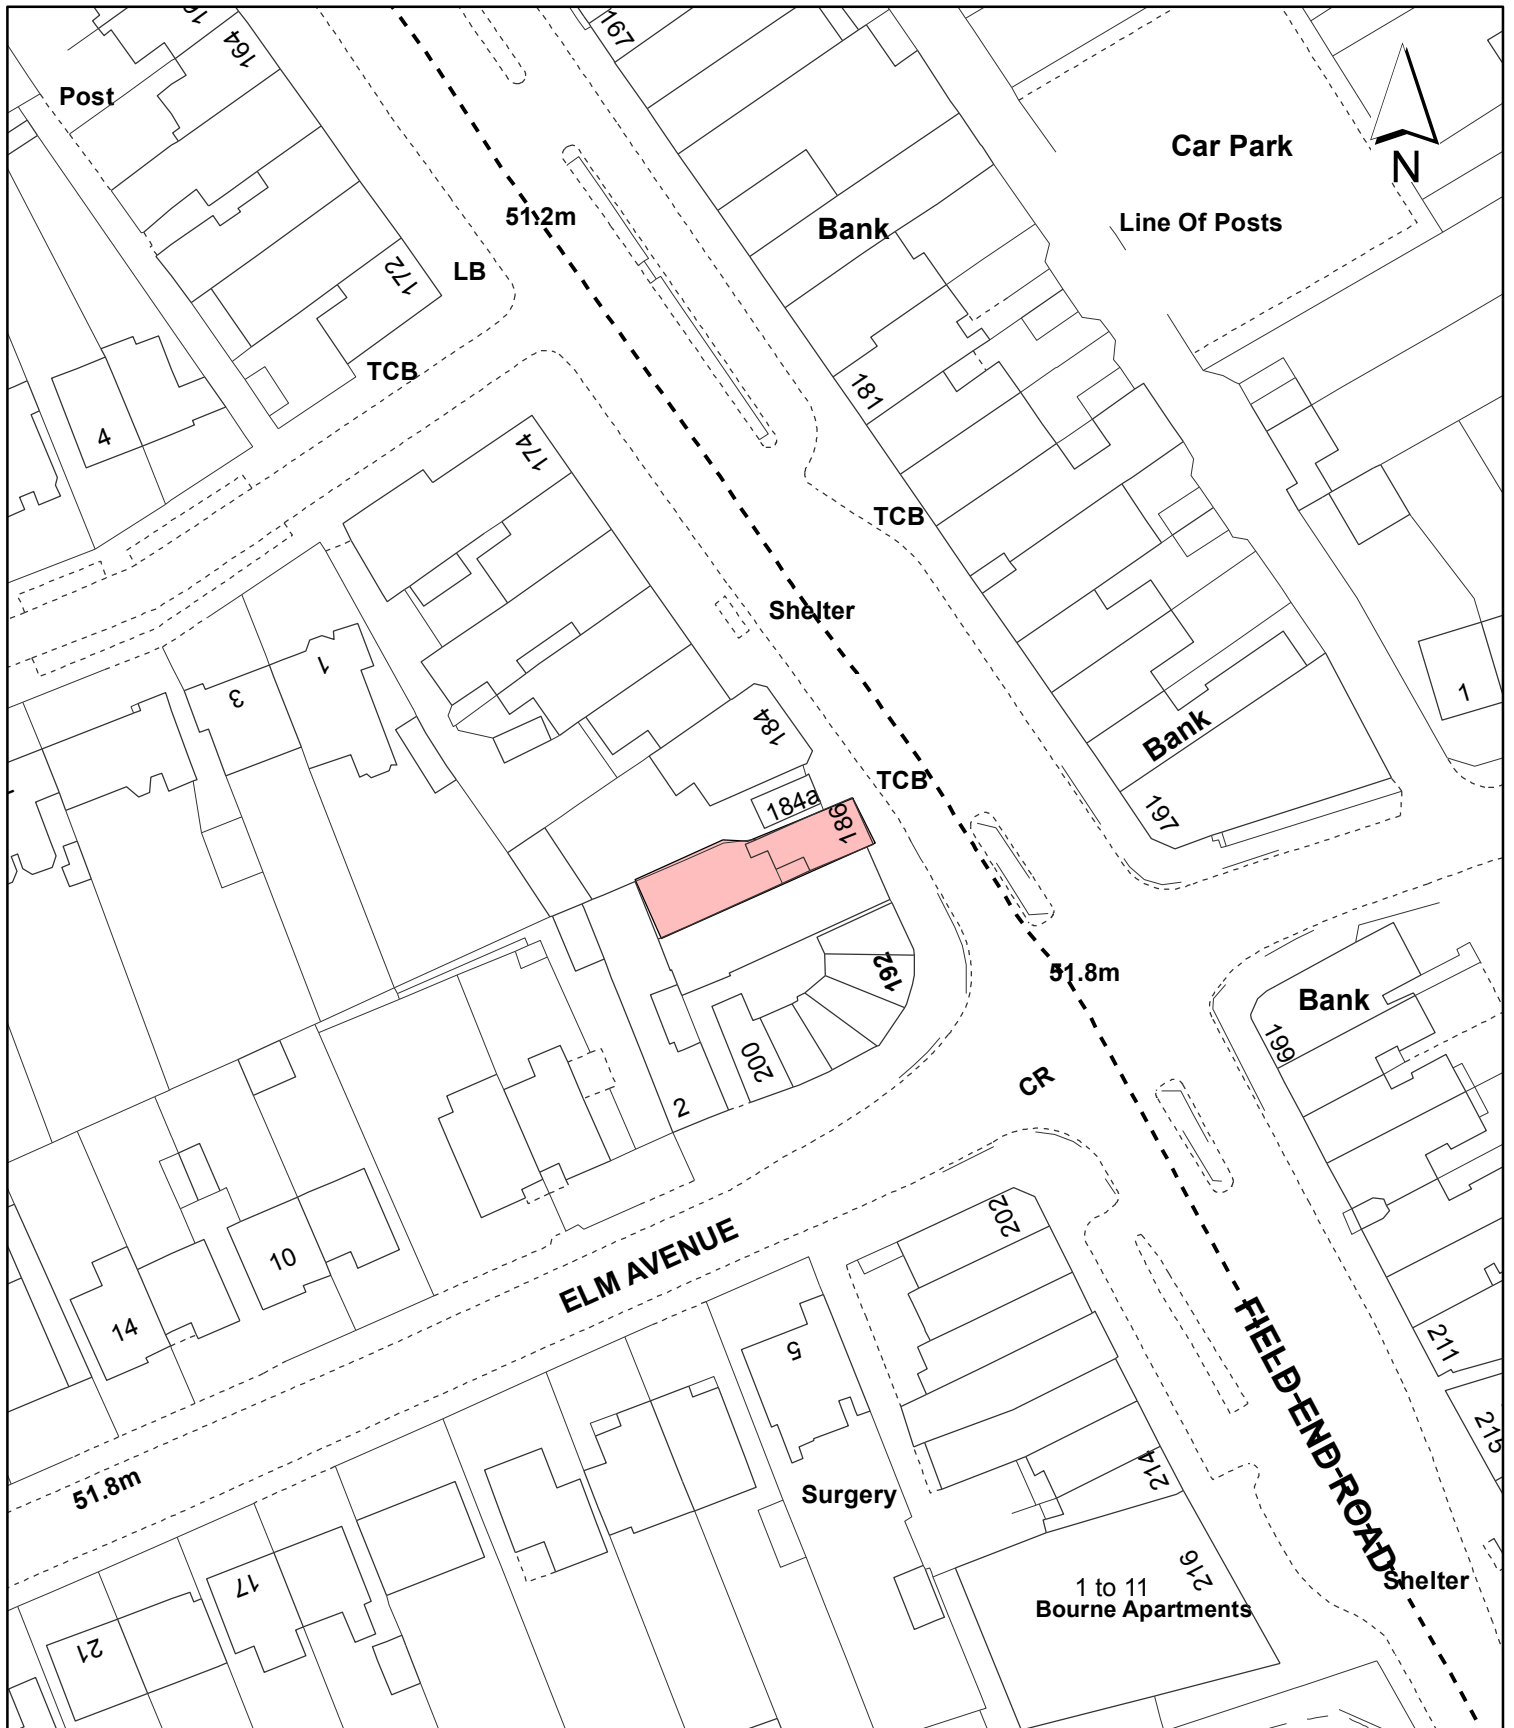 164
167
Post
Car Park
N
51.2m
Bank
Line Of Posts
172
LB
TCB
181
4
174
TCB
Shelter
1
3
1
184
Bank
TCB
184a
186
197
192
51.8m
Bank
199
200
CR
2
202
ELM AVENUE
10
14
5
FIELD END ROAD
211
215
51.8m
214
Surgery
216
17
Shelter
1 to 11
Bourne Apartments
21